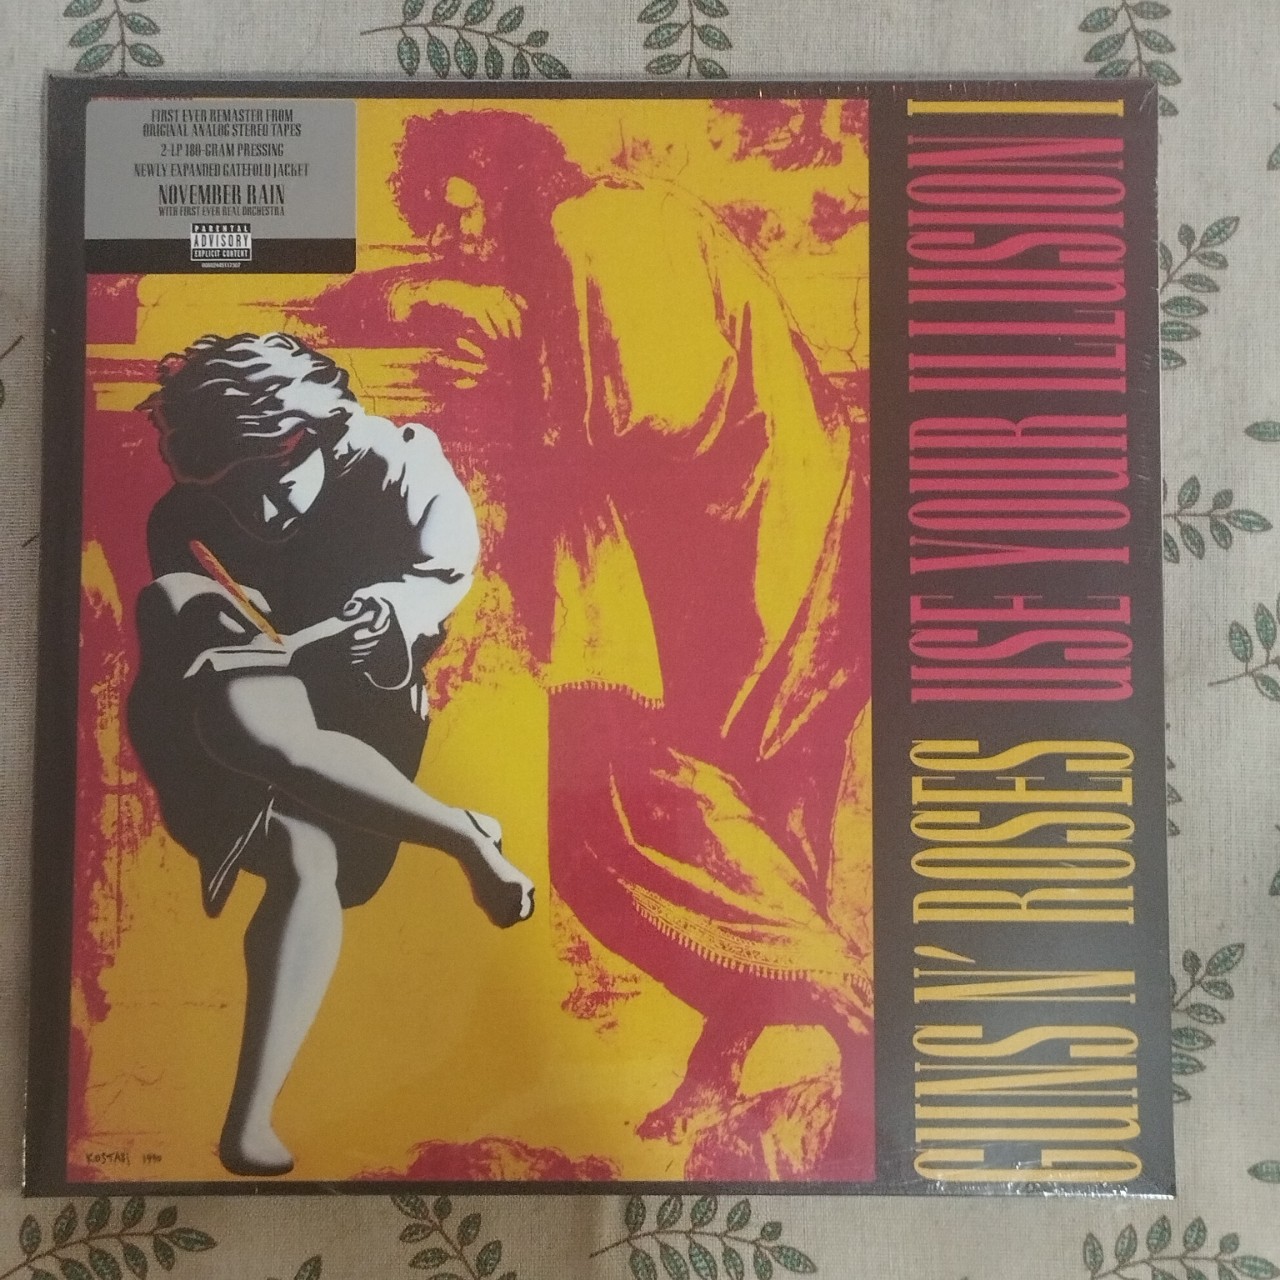 FIRST EVER REMASTER FROM
ORIGINAL ANALOG STEREO TAPES
2-LP 180-GRAM PRESSING
NEWLY EXPANDED GATEFOLD JACKET
NOVEMBER RAIN
WITH FIRST EVER REAL ORCHESTRA
PARENTAL
ADVISORY
EXPLICIT CONTENT
GUNS N' ROSES USE YOUR ILLUSION I
KOSTABI 1990